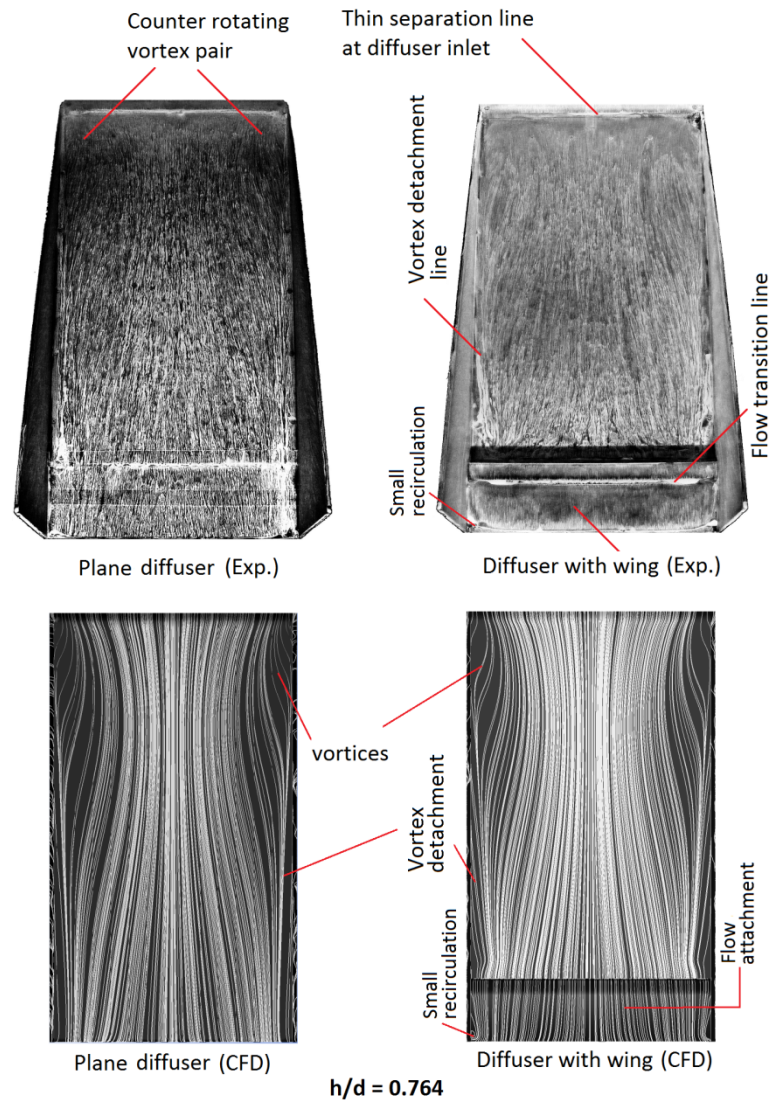 Counter rotating
vortex pair
Thin separation line
at diffuser inlet
Vortex detachment
line
Flow transition line
Small
recirculation
Plane diffuser (Exp.)
Diffuser with wing (Exp.)
vortices
Vortex
detachment
Flow
attachment
Small
recirculation
Plane diffuser (CFD)
Diffuser with wing (CFD)
h/d = 0.764